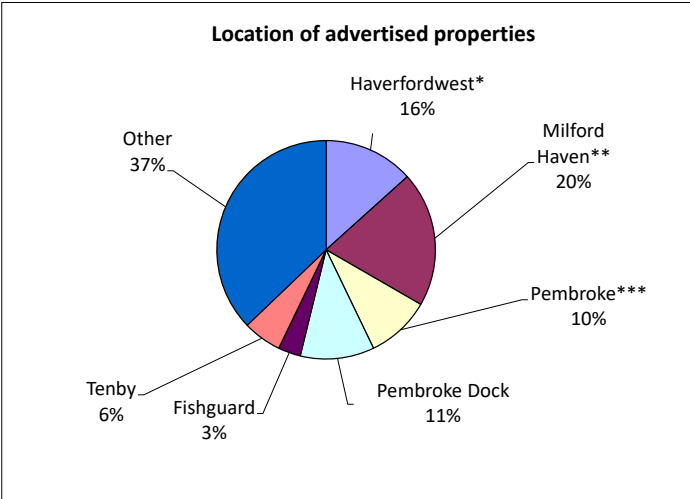 Location of advertised properties
Haverfordwest*
16%
Milford
Haven**
20%
Pembroke***
10%
Pembroke Dock
11%
Fishguard
3%
Tenby
6%
Other
37%